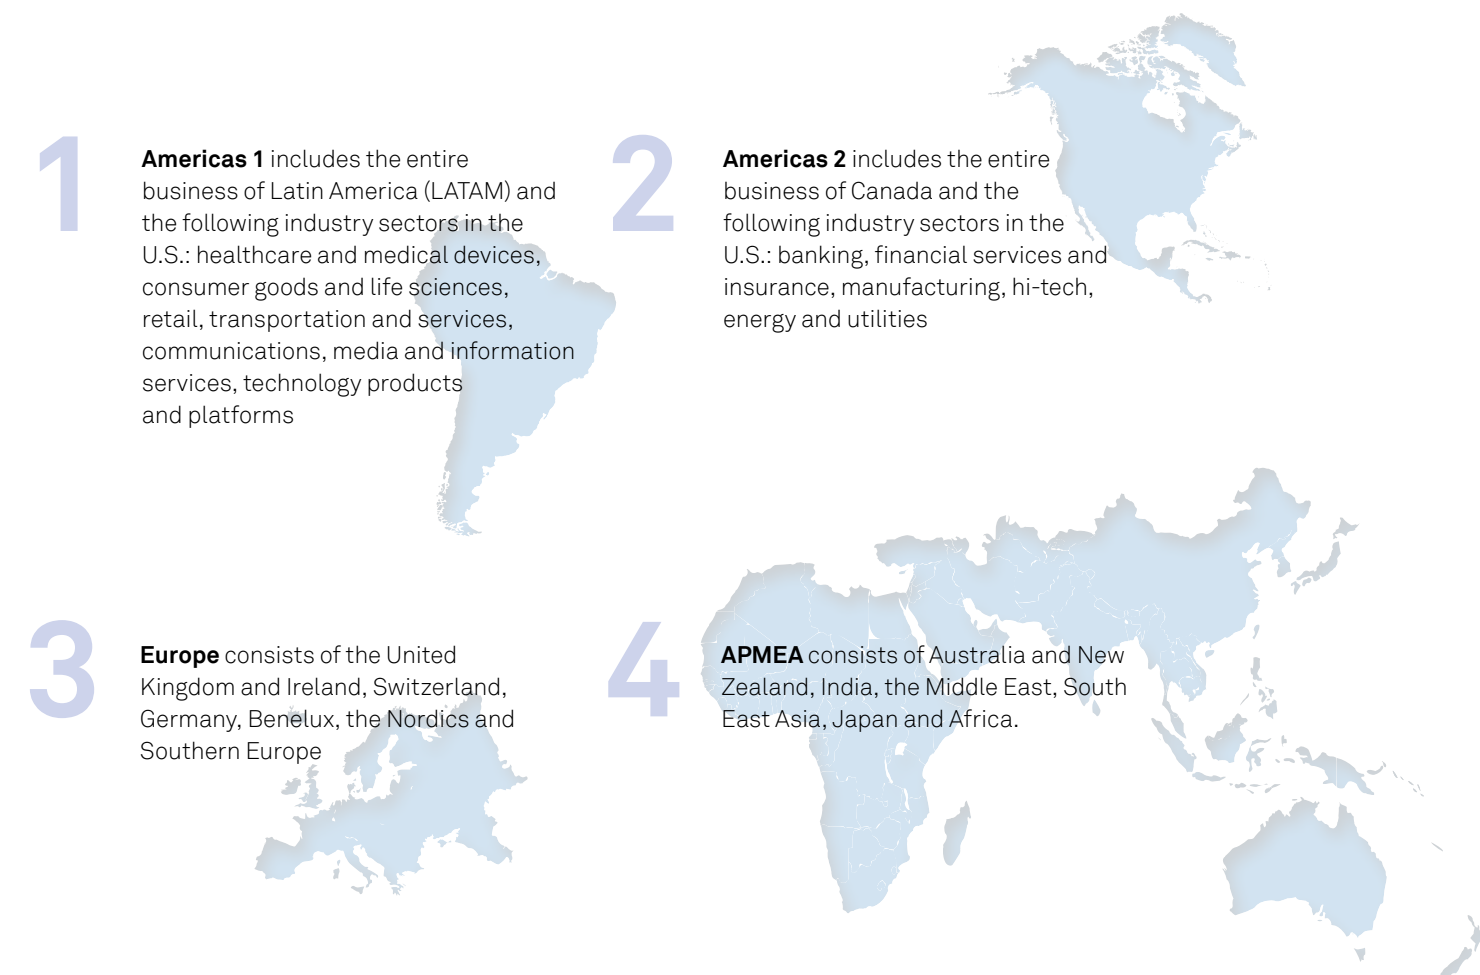 1
Americas 1 includes the entire
business of Latin America (LATAM) and
the following industry sectors in the
U.S.: healthcare and medical devices,
consumer goods and life sciences,
retail, transportation and services,
communications, media and information
services, technology products
and platforms
2
Americas 2 includes the entire
business of Canada and the
following industry sectors in the
U.S.: banking, financial services and
insurance, manufacturing, hi-tech,
energy and utilities
3
Europe consists of the United
Kingdom and Ireland, Switzerland,
Germany, Benelux, the Nordics and
Southern Europe
4
APMEA consists of Australia and New
Zealand, India, the Middle East, South
East Asia, Japan and Africa.